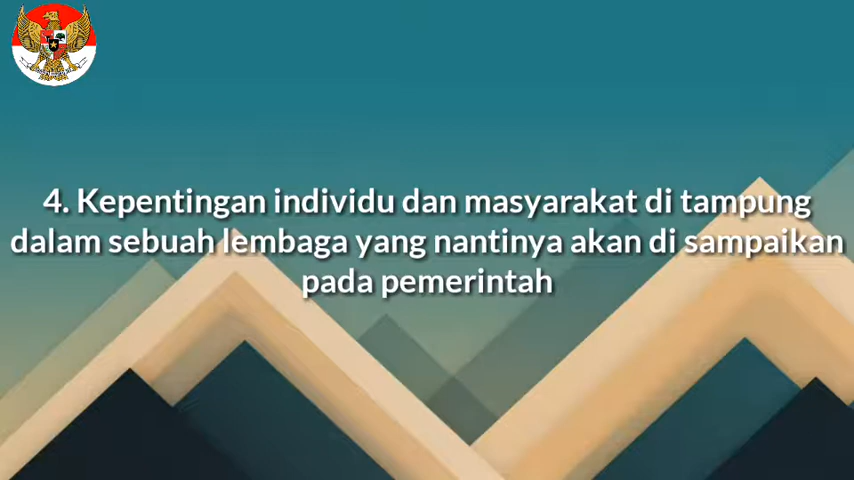 4. Kepentingan individu dan masyarakat di tampung
dalam sebuah lembaga yang nantinya akan di sampaikan
pada pemerintah